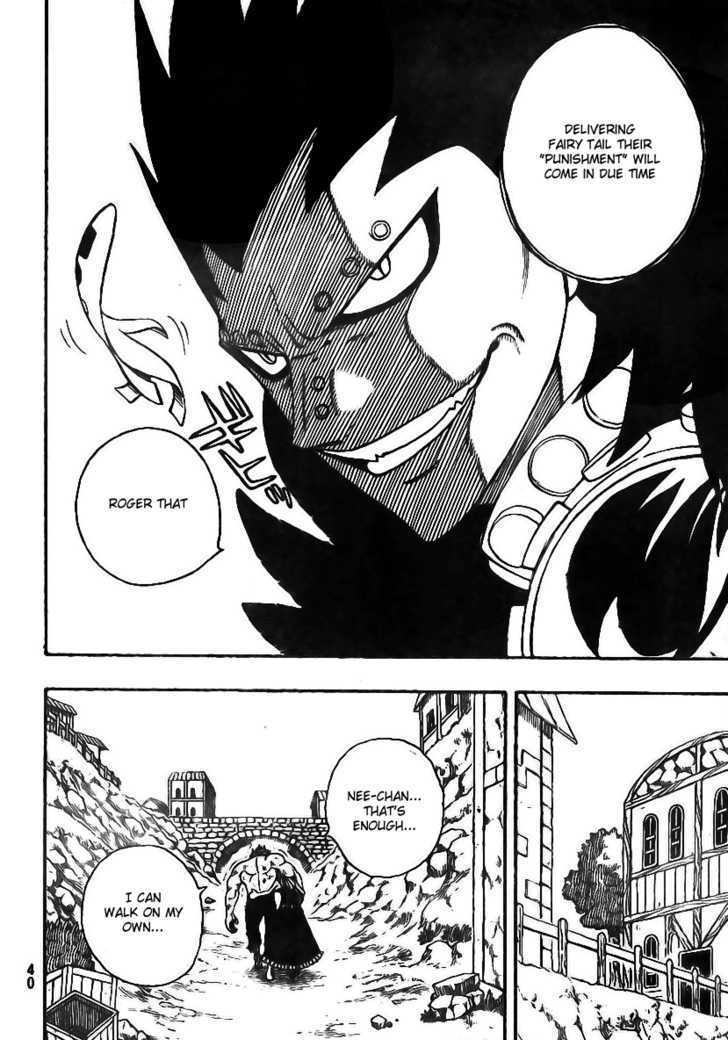 DELIVERING
FAIRY TAIL THEIR
"PUNISHMENT" WILL
COME IN DUE TIME
ROGER THAT
NEE-CHAN...
THAT'S
ENOUGH...
I CAN
WALK ON MY
OWN...
40